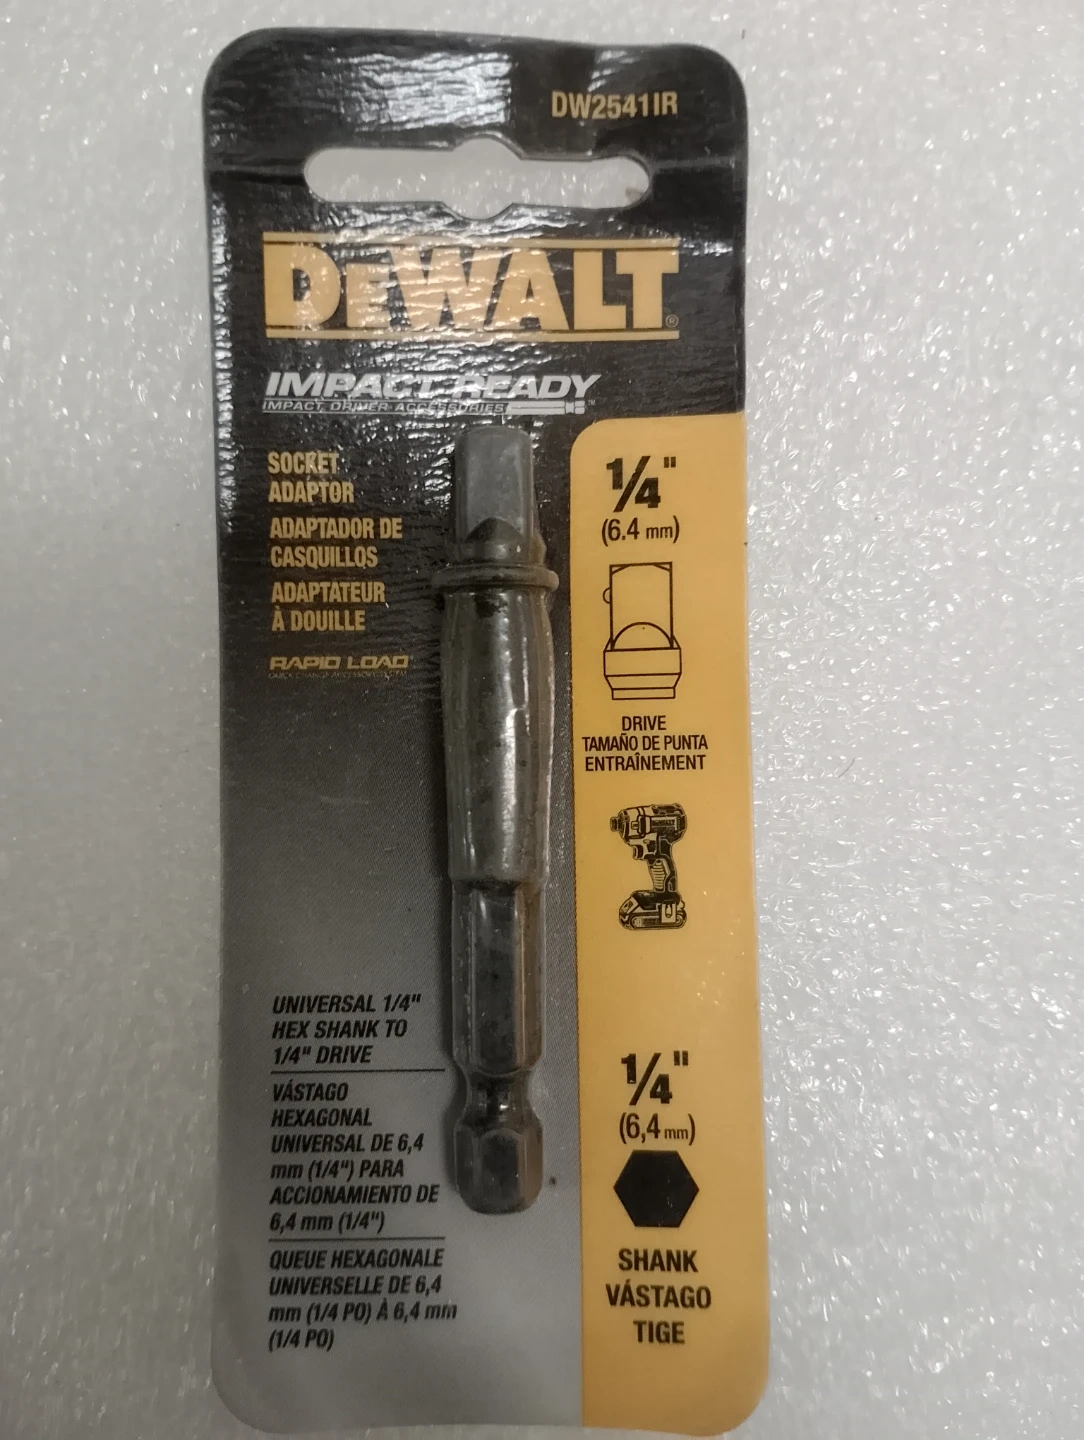 DW2541IR
DEWALT®
IMPACT READY
IMPACT DRIVER ACCESSORIES™
SOCKET
ADAPTOR
ADAPTADOR DE
CASQUILLOS
ADAPTATEUR
À DOUILLE
RAPID LOAD
1/4"
(6.4 mm)
DRIVE
TAMAÑO DE PUNTA
ENTRAÎNEMENT
UNIVERSAL 1/4"
HEX SHANK TO
1/4" DRIVE
VÁSTAGO
HEXAGONAL
UNIVERSAL DE 6,4
mm (1/4") PARA
ACCIONAMIENTO DE
6,4 mm (1/4")
QUEUE HEXAGONALE
UNIVERSELLE DE 6,4
mm (1/4 PO) À 6,4 mm
(1/4 PO)
1/4"
(6,4 mm)
SHANK
VÁSTAGO
TIGE